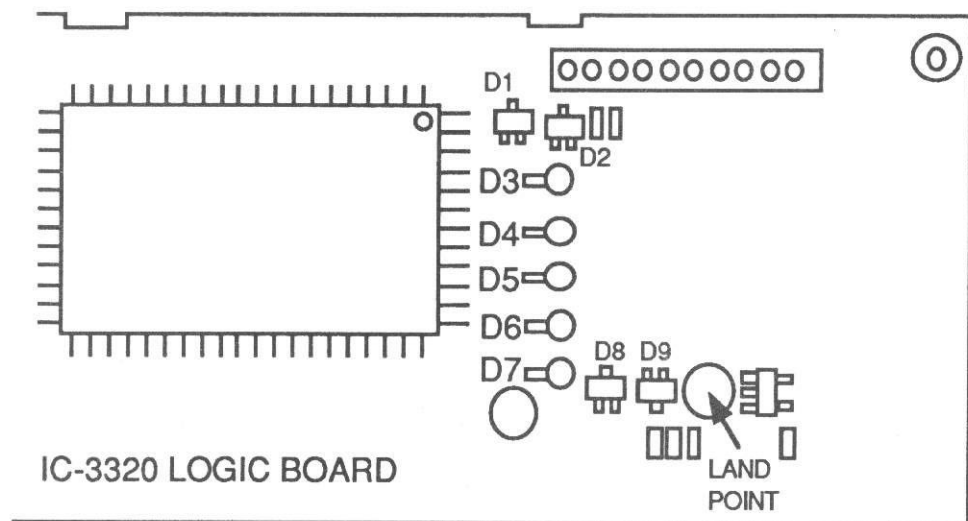 D1
D2
D3
D4
D5
D6
D7
D8 D9
LAND
POINT
IC-3320 LOGIC BOARD